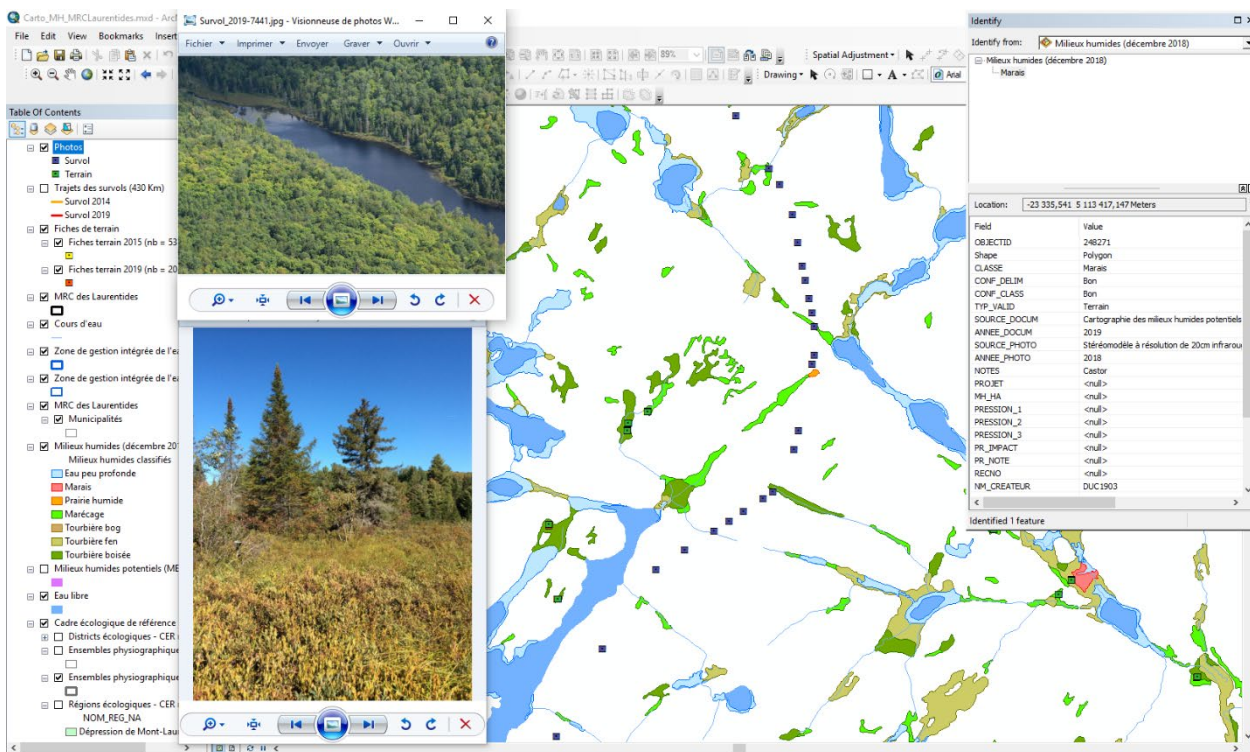 Carto_MH_MRCLaurentides.mxd - Arc
File Edit View Bookmarks Insert
Survol_2019-7441.jpg - Visionneuse de photos W...
Fichier Imprimer Envoyer Graver Ouvrir
89%
Spatial Adjustment
Drawing
A
Arial
Table Of Contents
Photos
Survol
Terrain
Trajets des survols (430 Km)
Survol 2014
Survol 2019
Fiches de terrain
Fiches terrain 2015 (nb = 53
Fiches terrain 2019 (nb = 20
MRC des Laurentides
Cours d'eau
Zone de gestion intégrée de l'ea
Zone de gestion intégrée de l'ea
MRC des Laurentides
Municipalités
Milieux humides (décembre 20
Milieux humides classifiés
Eau peu profonde
Marais
Prairie humide
Marécage
Tourbière bog
Tourbière fen
Tourbière boisée
Milieux humides potentiels (ME
Eau libre
Cadre écologique de référence
Districts écologiques - CER
Ensembles physiographique
Ensembles physiographique
Régions écologiques - CER
NOM_REG_NA
Dépression de Mont-Lau
Identify
Identify from: Milieux humides (décembre 2018)
Milieux humides (décembre 2018)
Marais
Location: -23 335,541 5 113 417,147 Meters
Field Value
OBJECTID 248271
Shape Polygon
CLASSE Marais
CONF_DELIM Bon
CONF_CLASS Bon
TYP_VALID Terrain
SOURCE_DOCUM Cartographie des milieux humides potentiels
ANNEE_DOCUM 2019
SOURCE_PHOTO Stéréomodèle à résolution de 20cm infrarou
ANNEE_PHOTO 2018
NOTES Castor
PROJET <null>
MH_HA <null>
PRESSION_1 <null>
PRESSION_2 <null>
PRESSION_3 <null>
PR_IMPACT <null>
PR_NOTE <null>
RECNO <null>
NM_CREATEUR DUC1903
Identified 1 feature